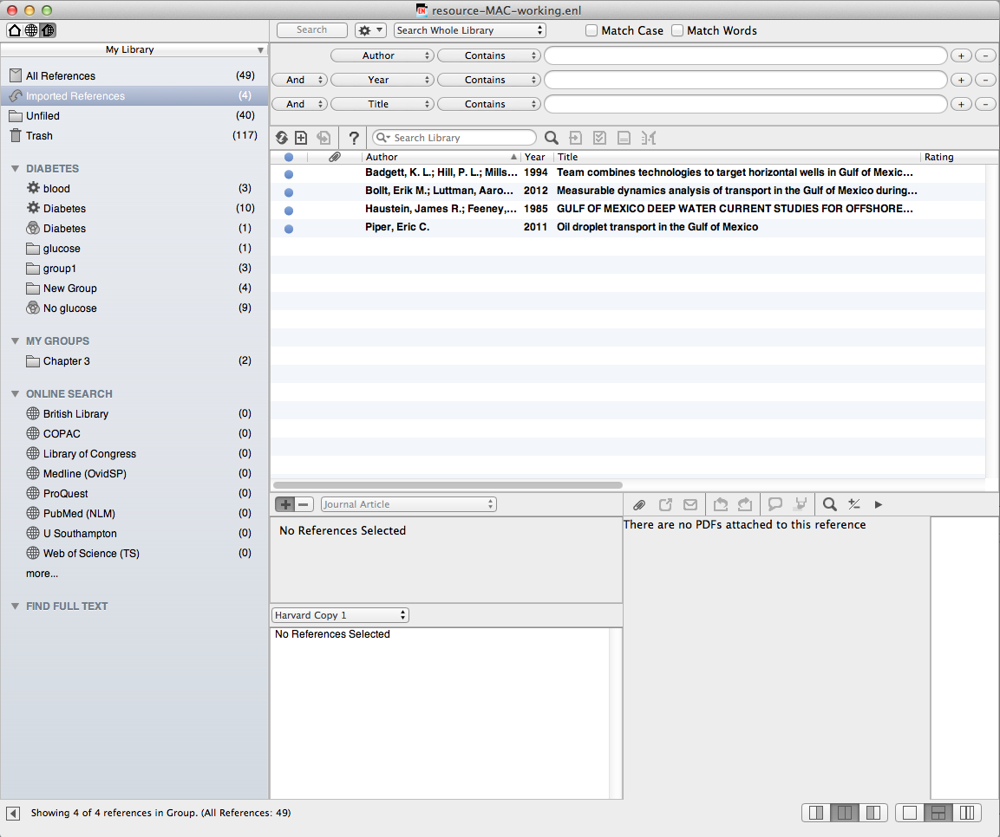 resource-MAC-working.enl
Search Search Whole Library Match Case Match Words
My Library
Author Contains + -
And Year Contains + -
And Title Contains + -
All References (49)
Imported References (4)
Unfiled (40)
Trash (117)
DIABETES
blood (3)
Diabetes (10)
Diabetes (1)
glucose (1)
group1 (3)
New Group (4)
No glucose (9)
MY GROUPS
Chapter 3 (2)
ONLINE SEARCH
British Library (0)
COPAC (0)
Library of Congress (0)
Medline (OvidSP) (0)
ProQuest (0)
PubMed (NLM) (0)
U Southampton (0)
Web of Science (TS) (0)
more...
FIND FULL TEXT
? Search Library
Author Year Title Rating
Badgett, K. L.; Hill, P. L.; Mills... 1994 Team combines technologies to target horizontal wells in Gulf of Mexic...
Bollt, Erik M.; Luttman, Aaro... 2012 Measurable dynamics analysis of transport in the Gulf of Mexico during...
Haustein, James R.; Feeney,... 1985 GULF OF MEXICO DEEP WATER CURRENT STUDIES FOR OFFSHORE...
Piper, Eric C. 2011 Oil droplet transport in the Gulf of Mexico
Journal Article
No References Selected
There are no PDFs attached to this reference
Harvard Copy 1
No References Selected
Showing 4 of 4 references in Group. (All References: 49)